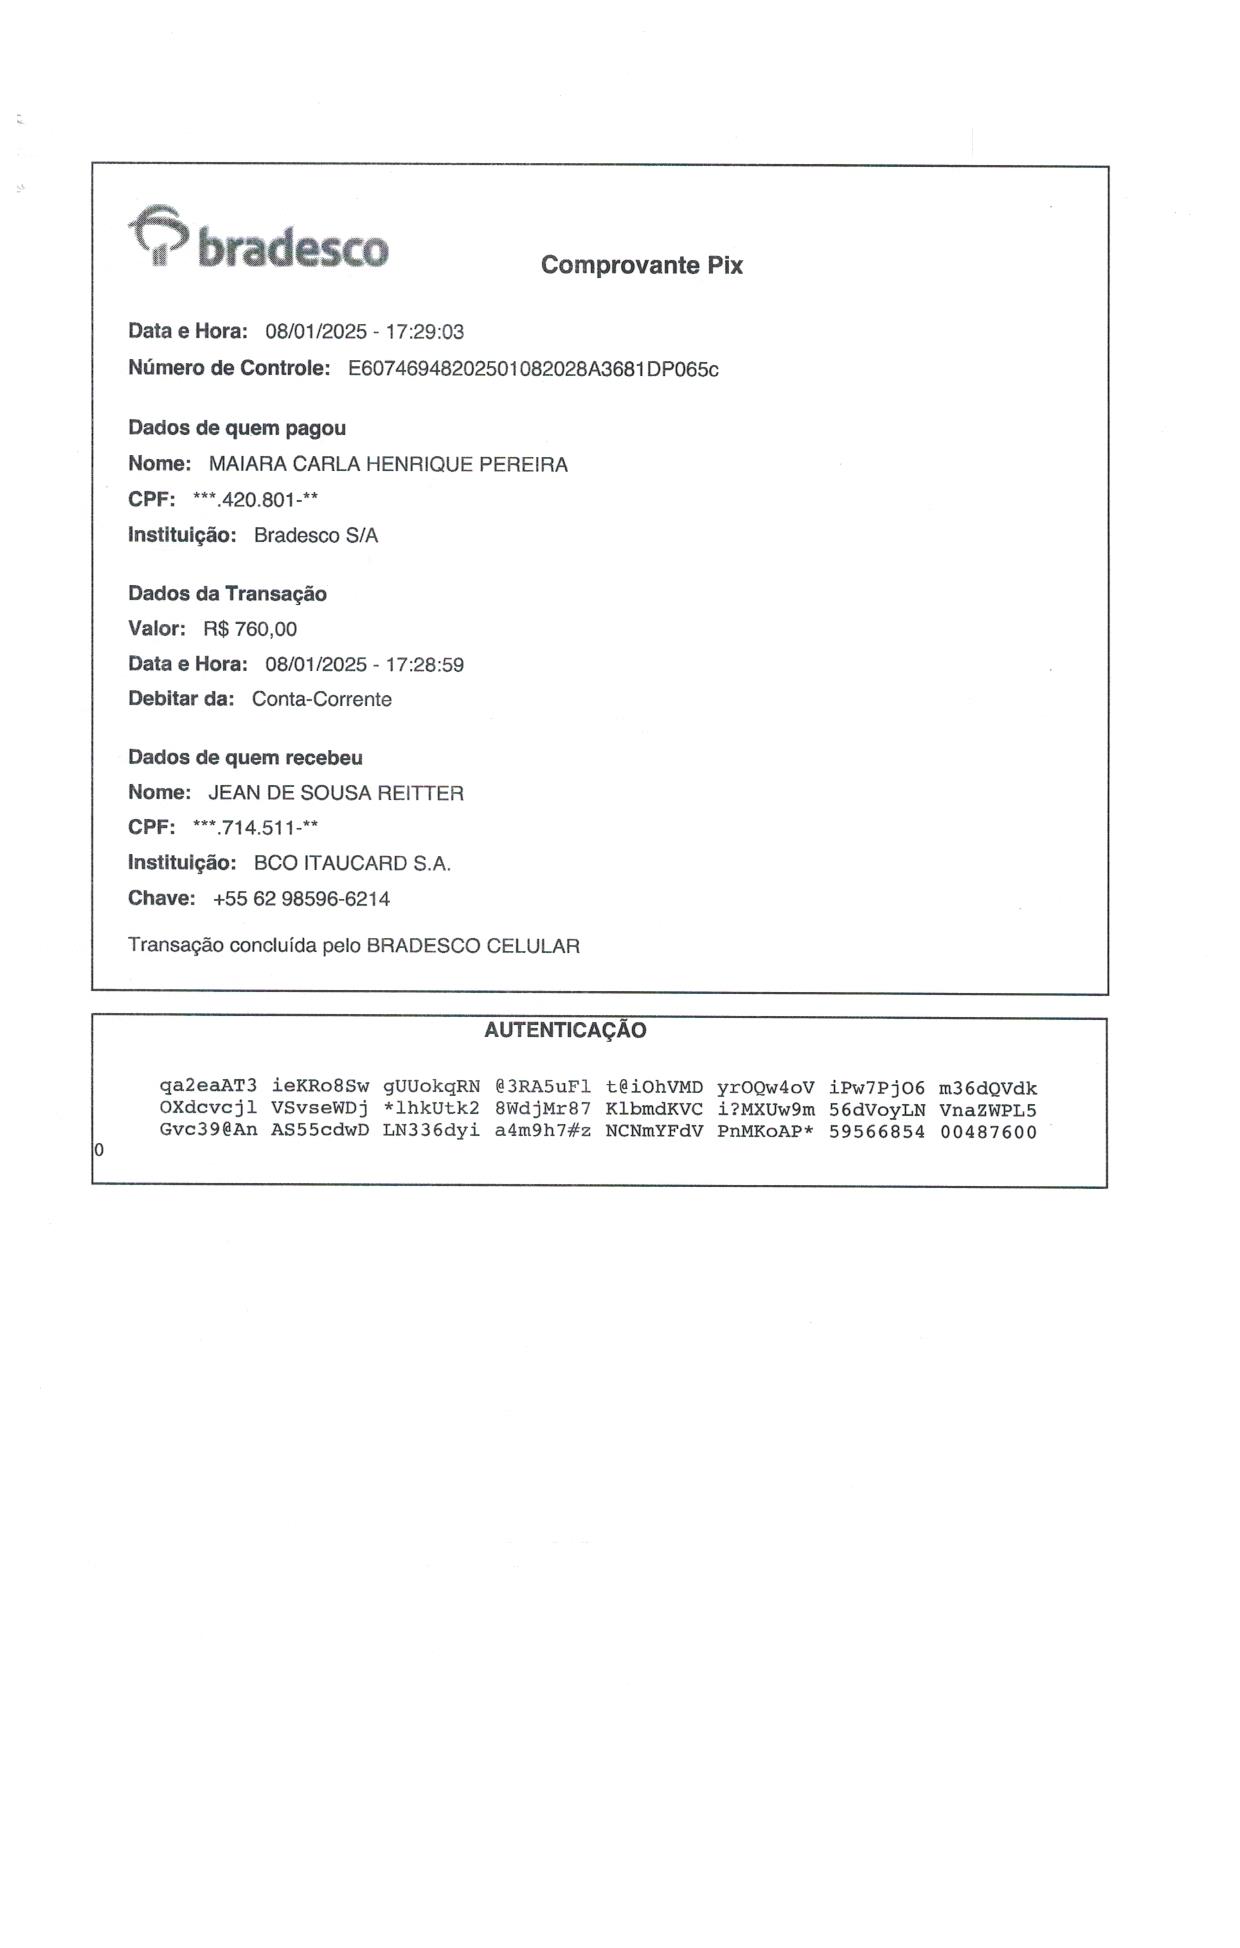 bradesco
Comprovante Pix
Data e Hora: 08/01/2025 - 17:29:03
Número de Controle: E60746948202501082028A3681DP065c
Dados de quem pagou
Nome: MAIARA CARLA HENRIQUE PEREIRA
CPF: ***.420.801-**
Instituição: Bradesco S/A
Dados da Transação
Valor: R$ 760,00
Data e Hora: 08/01/2025 - 17:28:59
Debitar da: Conta-Corrente
Dados de quem recebeu
Nome: JEAN DE SOUSA REITTER
CPF: ***.714.511-**
Instituição: BCO ITAUCARD S.A.
Chave: +55 62 98596-6214
Transação concluída pelo BRADESCO CELULAR
AUTENTICAÇÃO
qa2eaAT3 ieKRo8Sw gUUokqRN @3RA5uFl t@iOhVMD yrOQw4oV iPw7PjO6 m36dQVdk
OXdcvcjl VSvseWDj *lhkUtk2 8WdjMr87 KlbmdKVC i?MXUw9m 56dVoyLN VnaZWPL5
Gvc39@An AS55cdwD LN336dyi a4m9h7#z NCNmYFdV PnMKoAP* 59566854 00487600
0